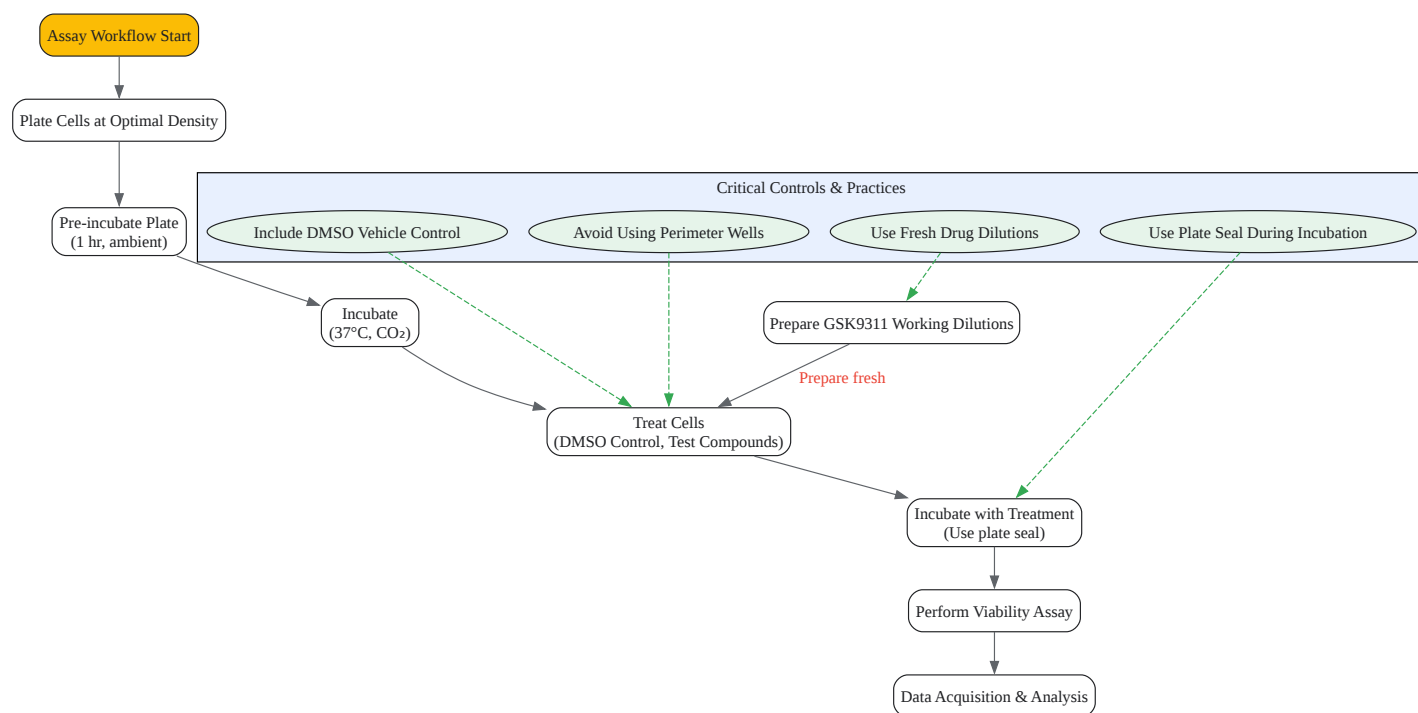 Assay Workflow Start
Plate Cells at Optimal Density
Critical Controls & Practices
Pre-incubate Plate
(1 hr, ambient)
Include DMSO Vehicle Control
Avoid Using Perimeter Wells
Use Fresh Drug Dilutions
Use Plate Seal During Incubation
Incubate
(37°C, CO₂)
Prepare GSK9311 Working Dilutions
Prepare fresh
Treat Cells
(DMSO Control, Test Compounds)
Incubate with Treatment
(Use plate seal)
Perform Viability Assay
Data Acquisition & Analysis